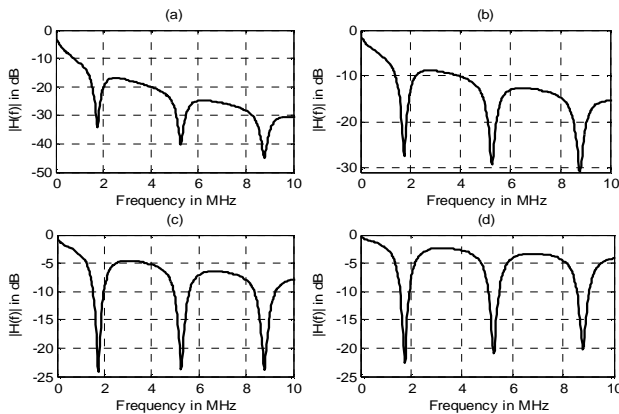 (a)
0
-10
-20
-30
-40
-50
|H(f)| in dB
0 2 4 6 8 10
Frequency in MHz
(b)
0
-10
-20
-30
|H(f)| in dB
0 2 4 6 8 10
Frequency in MHz
(c)
0
-5
-10
-15
-20
-25
|H(f)| in dB
0 2 4 6 8 10
Frequency in MHz
(d)
0
-5
-10
-15
-20
-25
|H(f)| in dB
0 2 4 6 8 10
Frequency in MHz